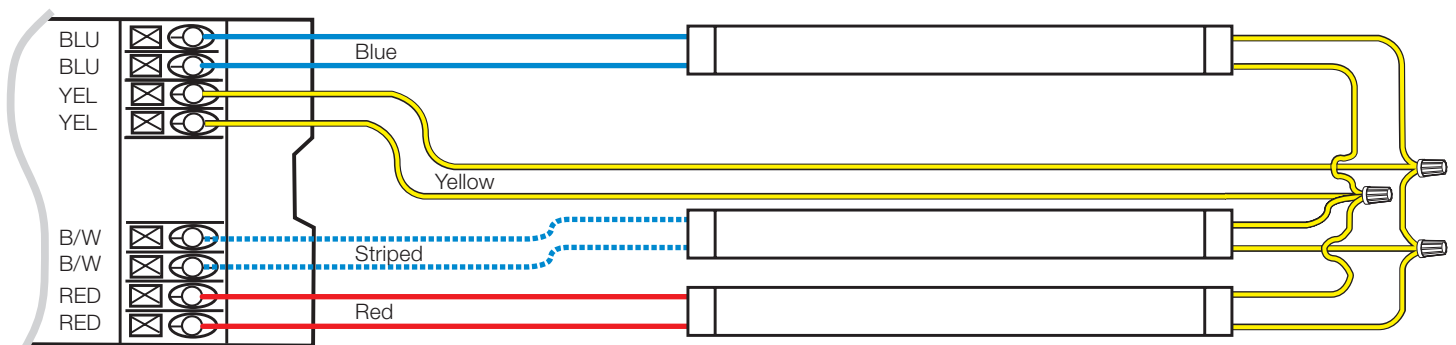 BLU
Blue
BLU
YEL
YEL
Yellow
B/W
Striped
B/W
RED
Red
RED